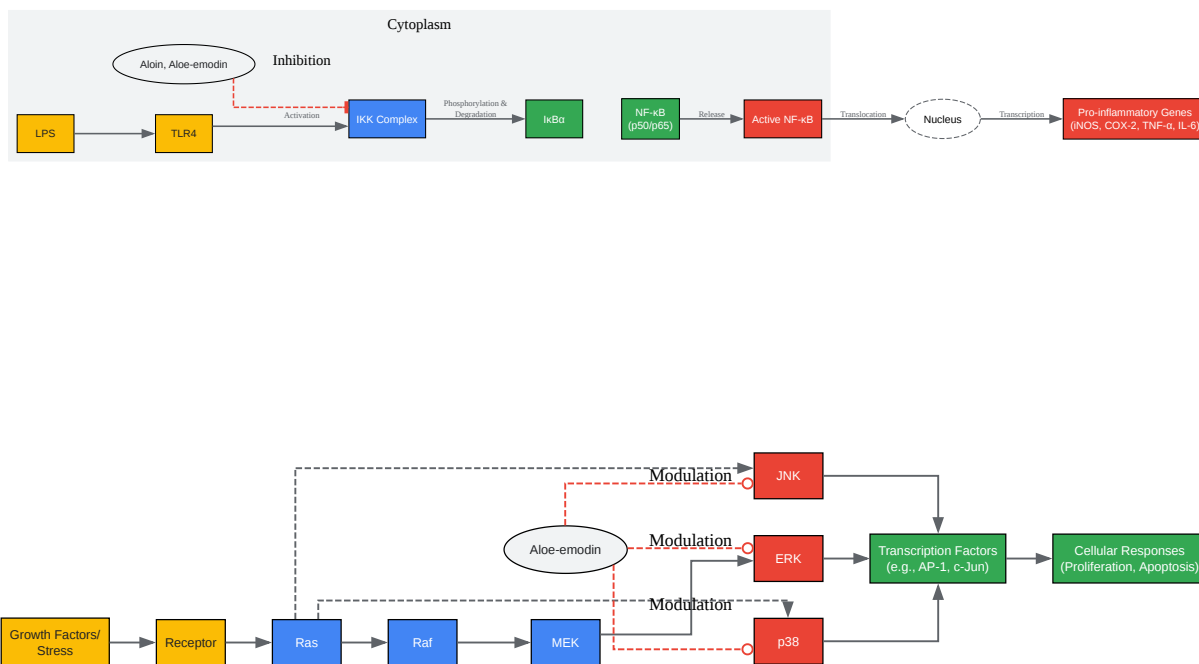 Cytoplasm
Aloin, Aloe-emodin
Inhibition
LPS
TLR4
Activation
IKK Complex
Phosphorylation &
Degradation
IκBα
NF-κB
(p50/p65)
Release
Active NF-κB
Translocation
Nucleus
Transcription
Pro-inflammatory Genes
(iNOS, COX-2, TNF-α, IL-6)
Modulation
JNK
Aloe-emodin
Modulation
ERK
Transcription Factors
(e.g., AP-1, c-Jun)
Cellular Responses
(Proliferation, Apoptosis)
Modulation
Growth Factors/
Stress
Receptor
Ras
Raf
MEK
p38